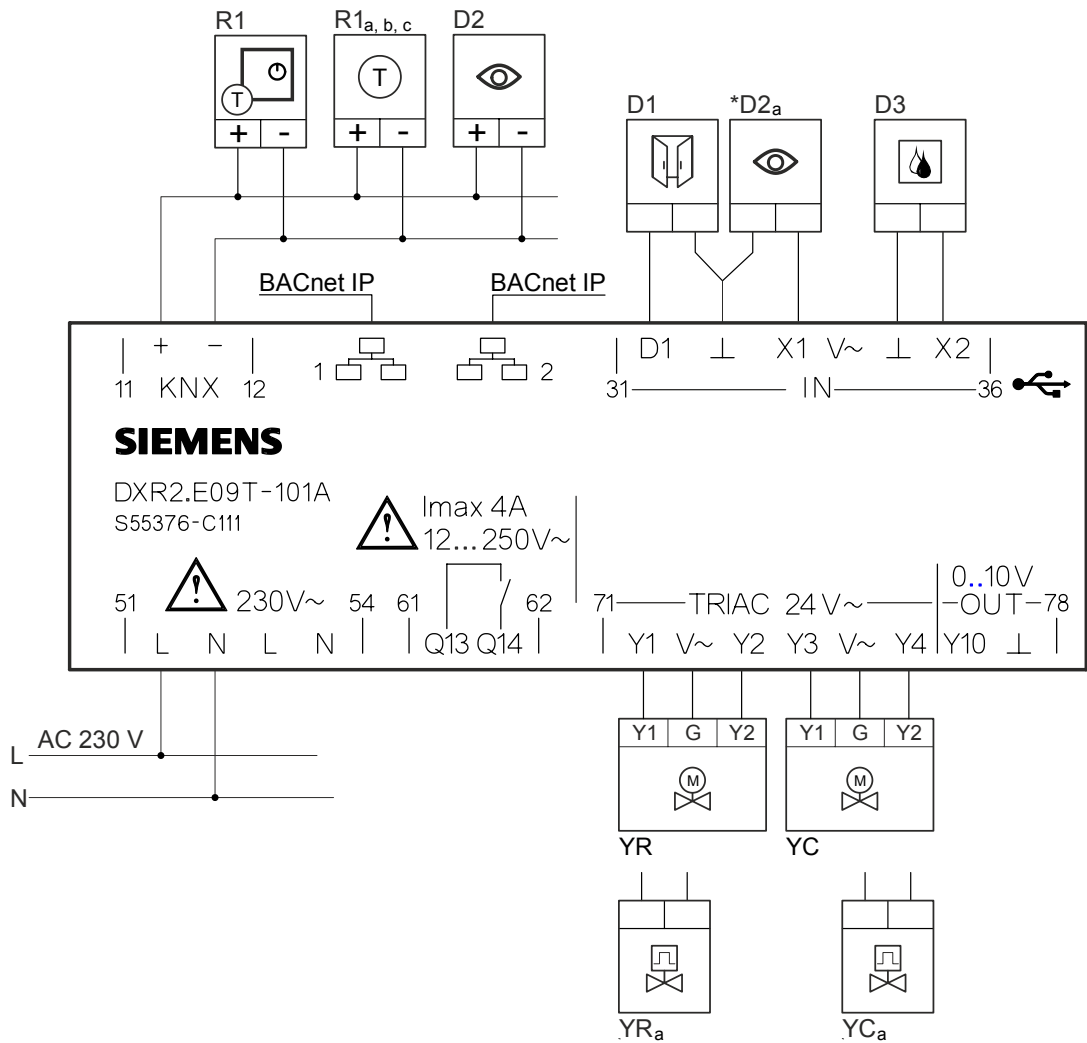 R1 R1a, b, c D2
T T
+ - + - + -
D1 *D2a D3
BACnet IP BACnet IP
+ - D1 ⊥ X1 V~ ⊥ X2
11 KNX 12 1 2 31 IN 36
SIEMENS
DXR2.E09T-101A
S55376-C111
! Imax 4A
12...250V~
! 0..10V
51 230V~ 54 61 62 71 TRIAC 24V~ OUT 78
L N L N Q13 Q14 Y1 V~ Y2 Y3 V~ Y4 Y10 ⊥
L AC 230 V
N
Y1 G Y2 Y1 G Y2
M M
YR YC
YRa YCa